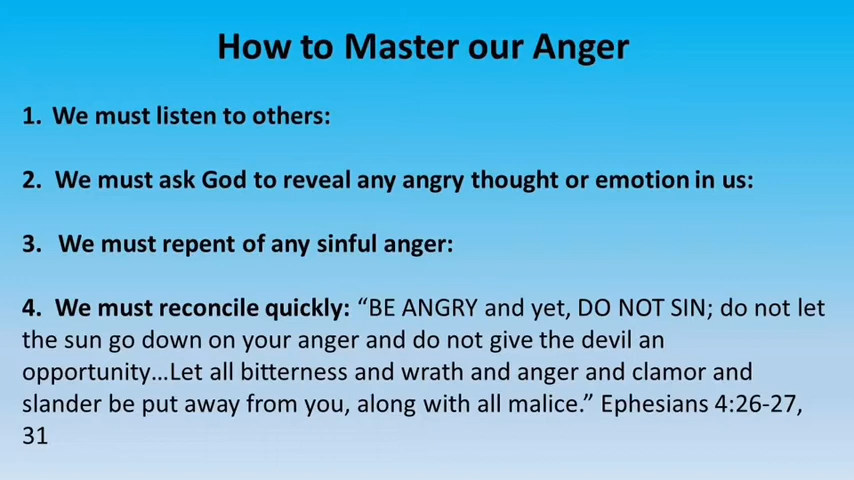 How to Master our Anger
1. We must listen to others:
2. We must ask God to reveal any angry thought or emotion in us:
3. We must repent of any sinful anger:
4. We must reconcile quickly: “BE ANGRY and yet, DO NOT SIN; do not let
the sun go down on your anger and do not give the devil an
opportunity…Let all bitterness and wrath and anger and clamor and
slander be put away from you, along with all malice.” Ephesians 4:26-27,
31